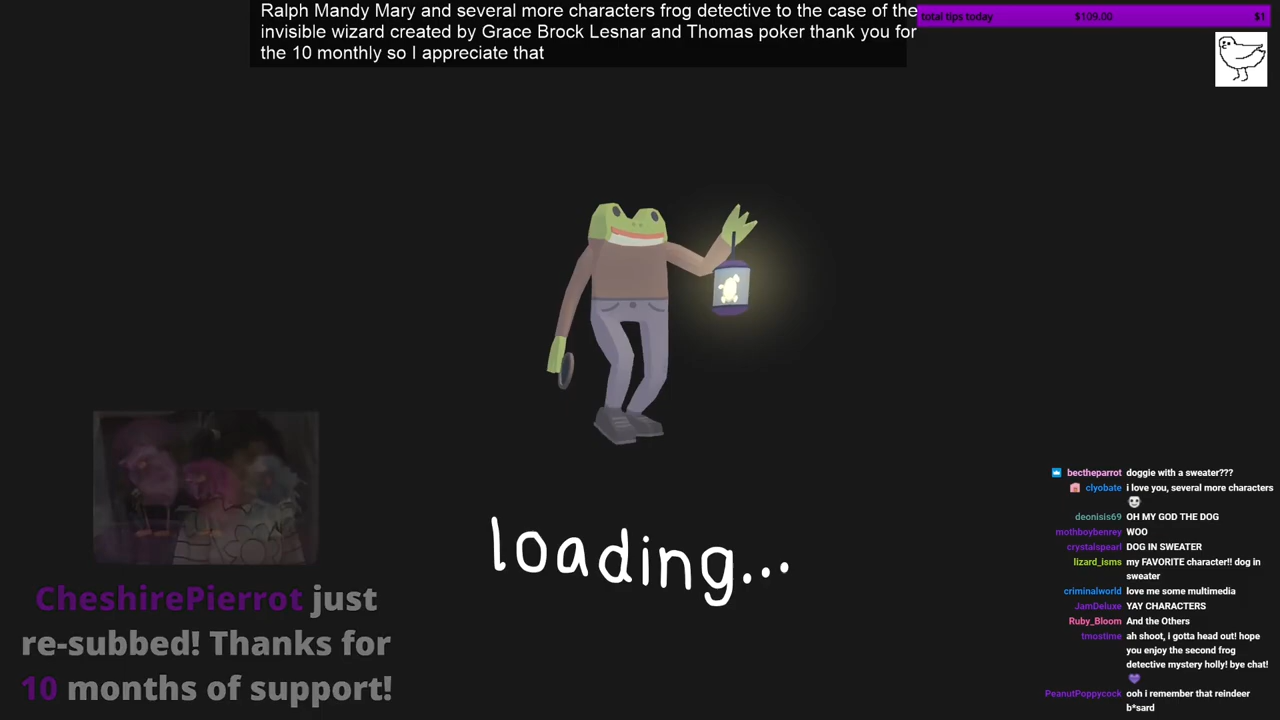 Ralph Mandy Mary and several more characters frog detective to the case of the
invisible wizard created by Grace Brock Lesnar and Thomas poker thank you for
the 10 monthly so I appreciate that
total tips today $109.00 $1
loading...
CheshirePierrot just
re-subbed! Thanks for
10 months of support!
bectheparrot doggie with a sweater???
clyobate i love you, several more characters
deonisis69 OH MY GOD THE DOG
mothboybenrey WOO
crystalspearl DOG IN SWEATER
lizard_isms my FAVORITE character!! dog in
sweater
criminalworld love me some multimedia
JamDeluxe YAY CHARACTERS
Ruby_Bloom And the Others
tmostime ah shoot, i gotta head out! hope
you enjoy the second frog
detective mystery holly! bye chat!
PeanutPoppycock ooh i remember that reindeer
b*sard